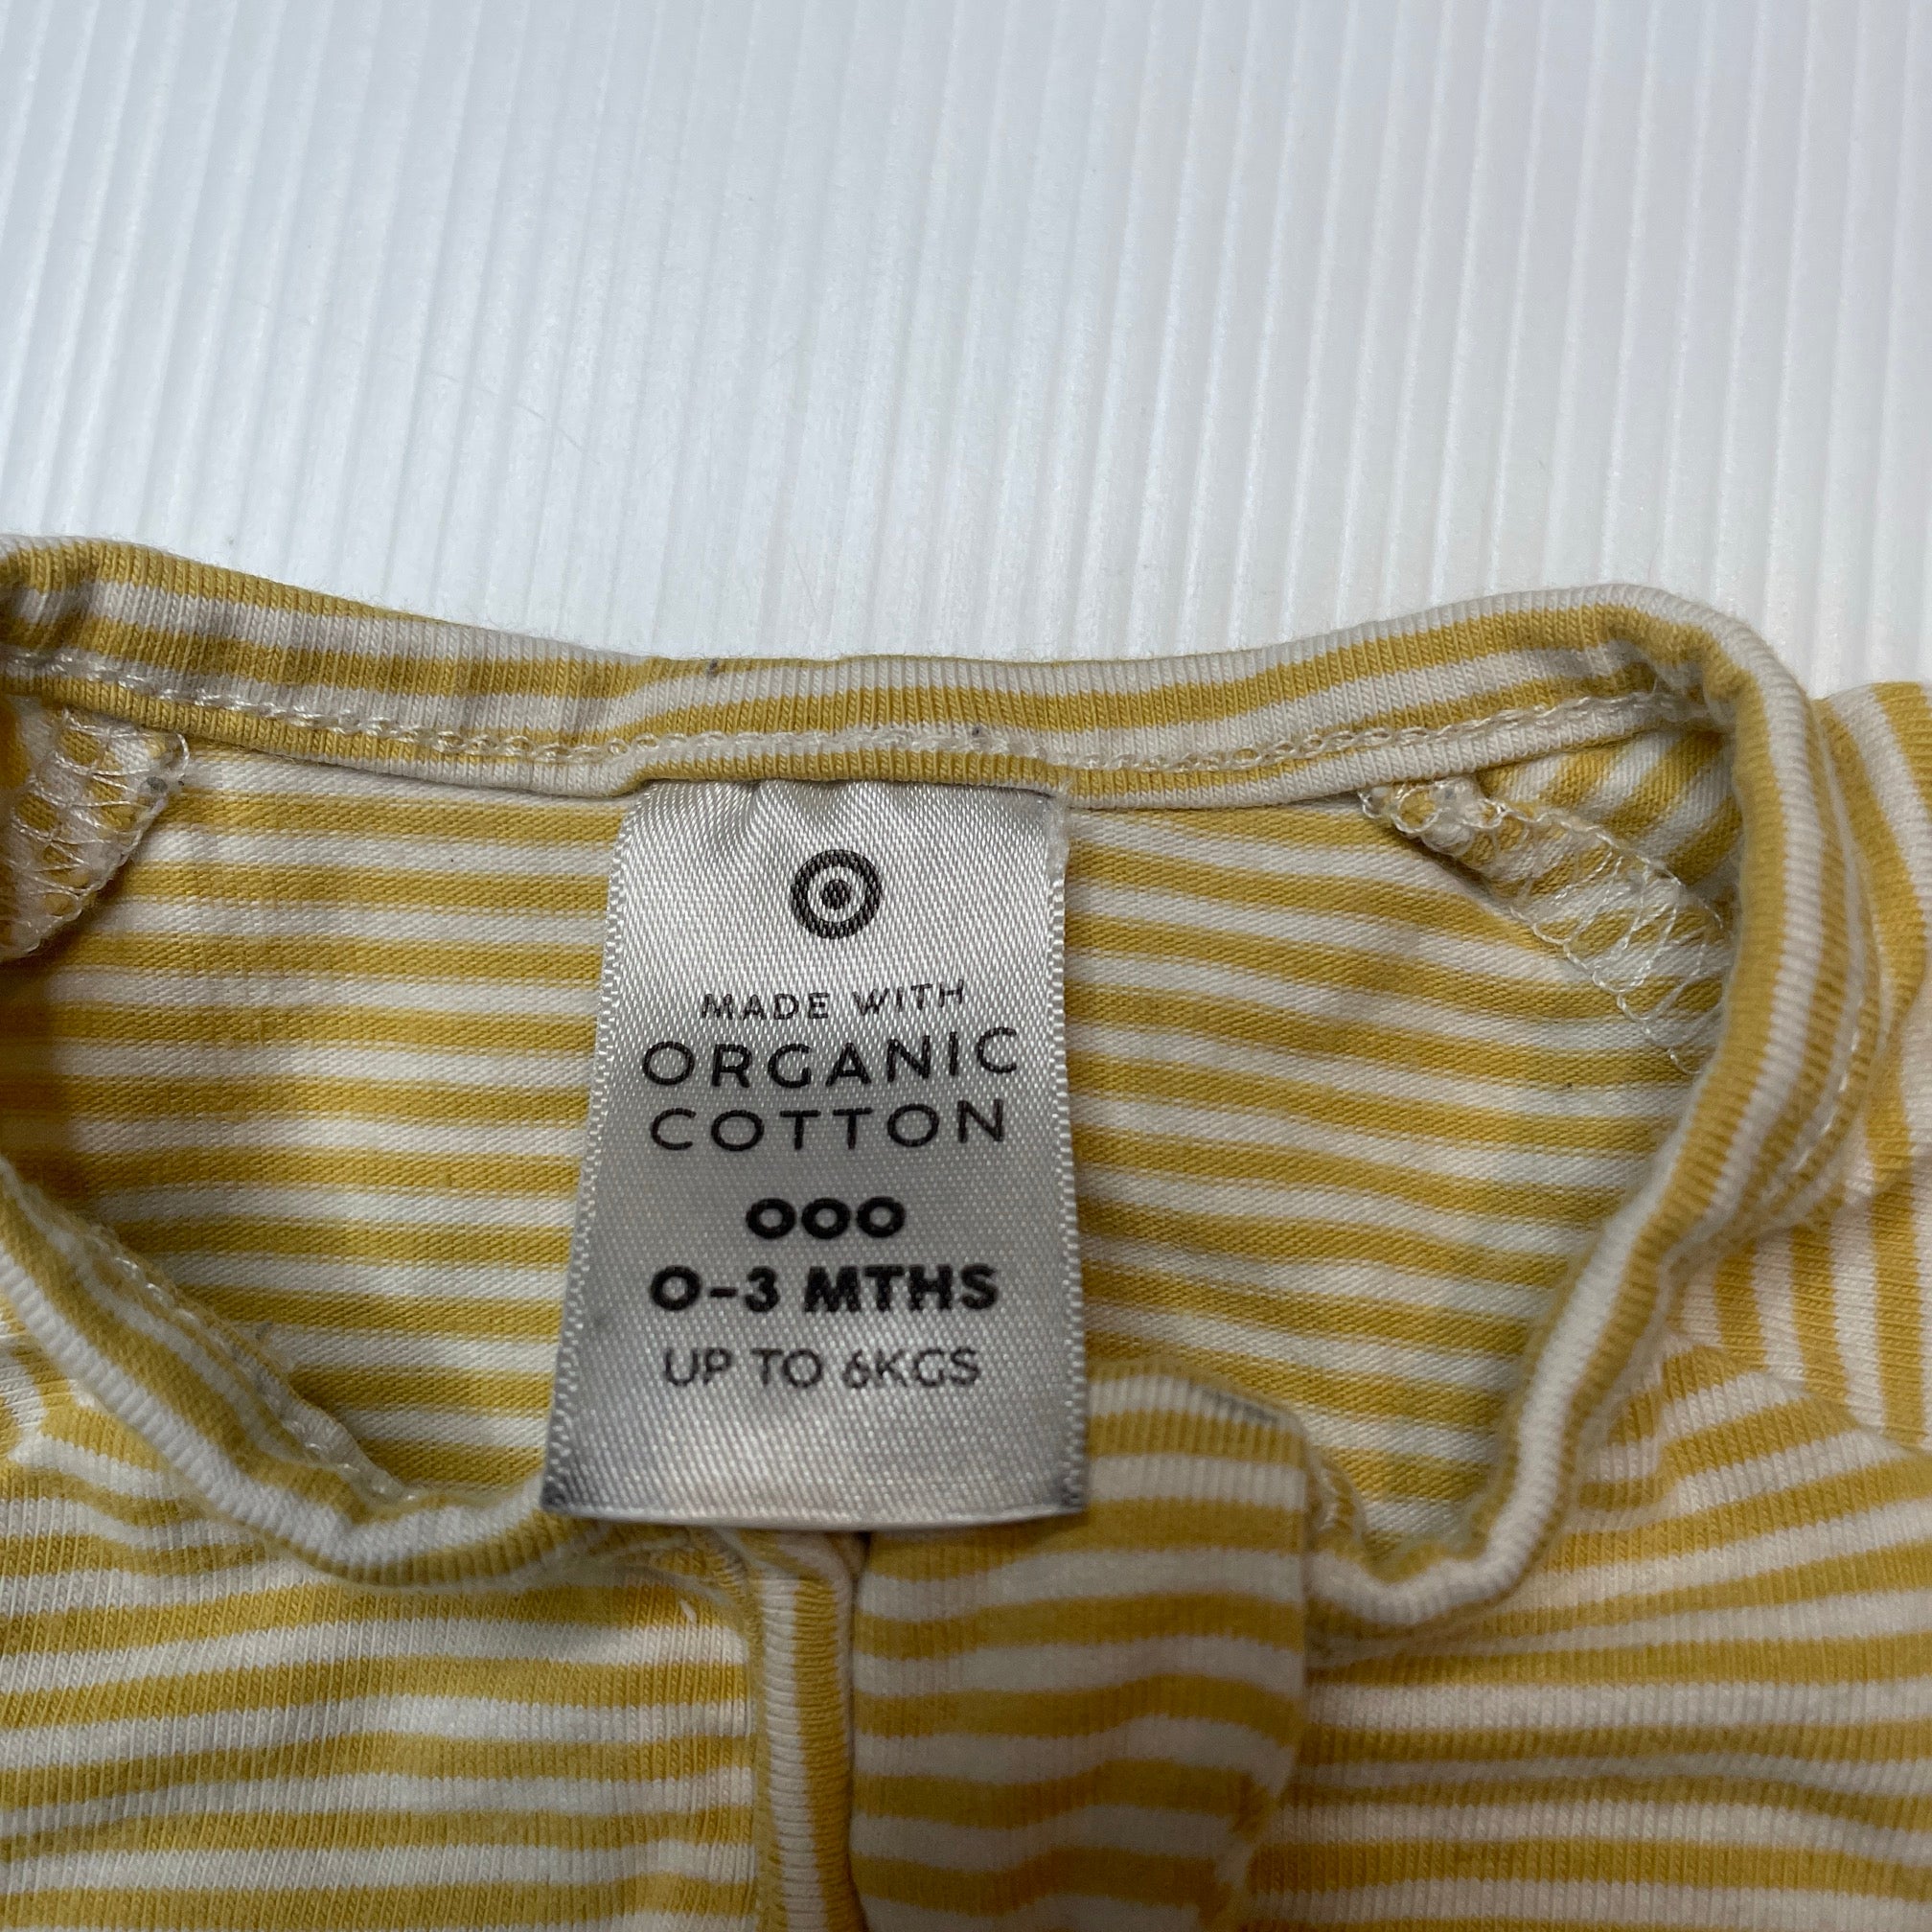 MADE WITH
ORGANIC
COTTON
000
0-3 MTHS
UP TO 6KGS